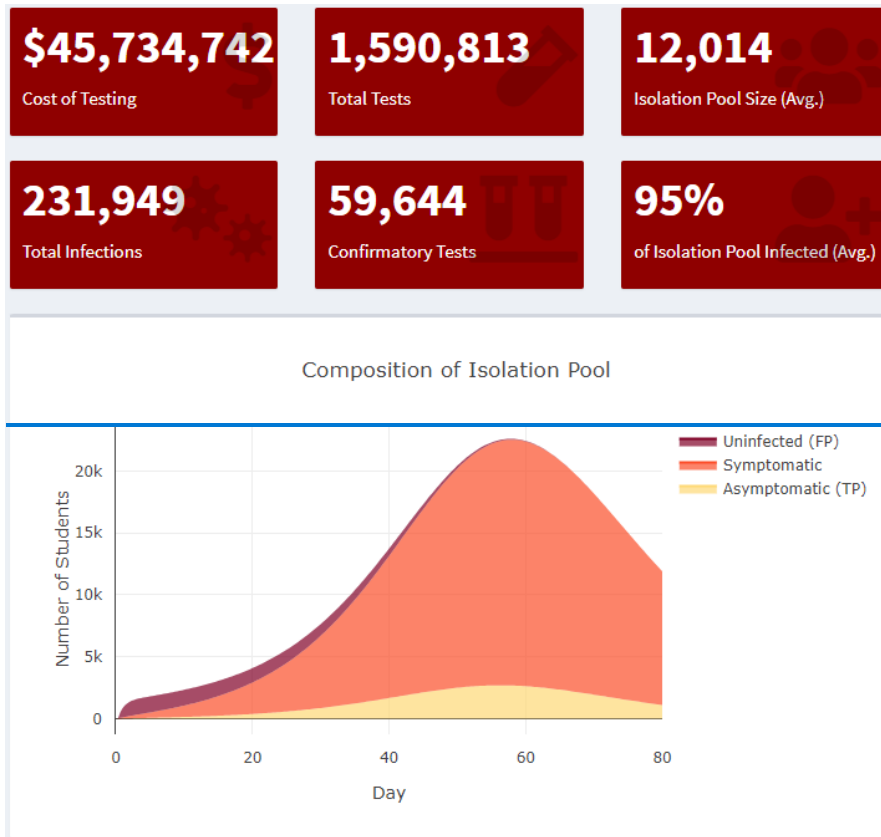 $45,734,742
Cost of Testing
1,590,813
Total Tests
12,014
Isolation Pool Size (Avg.)
231,949
Total Infections
59,644
Confirmatory Tests
95%
of Isolation Pool Infected (Avg.)
Composition of Isolation Pool
Uninfected (FP)
Symptomatic
Asymptomatic (TP)
Number of Students
20k
15k
10k
5k
0
0 20 40 60 80
Day